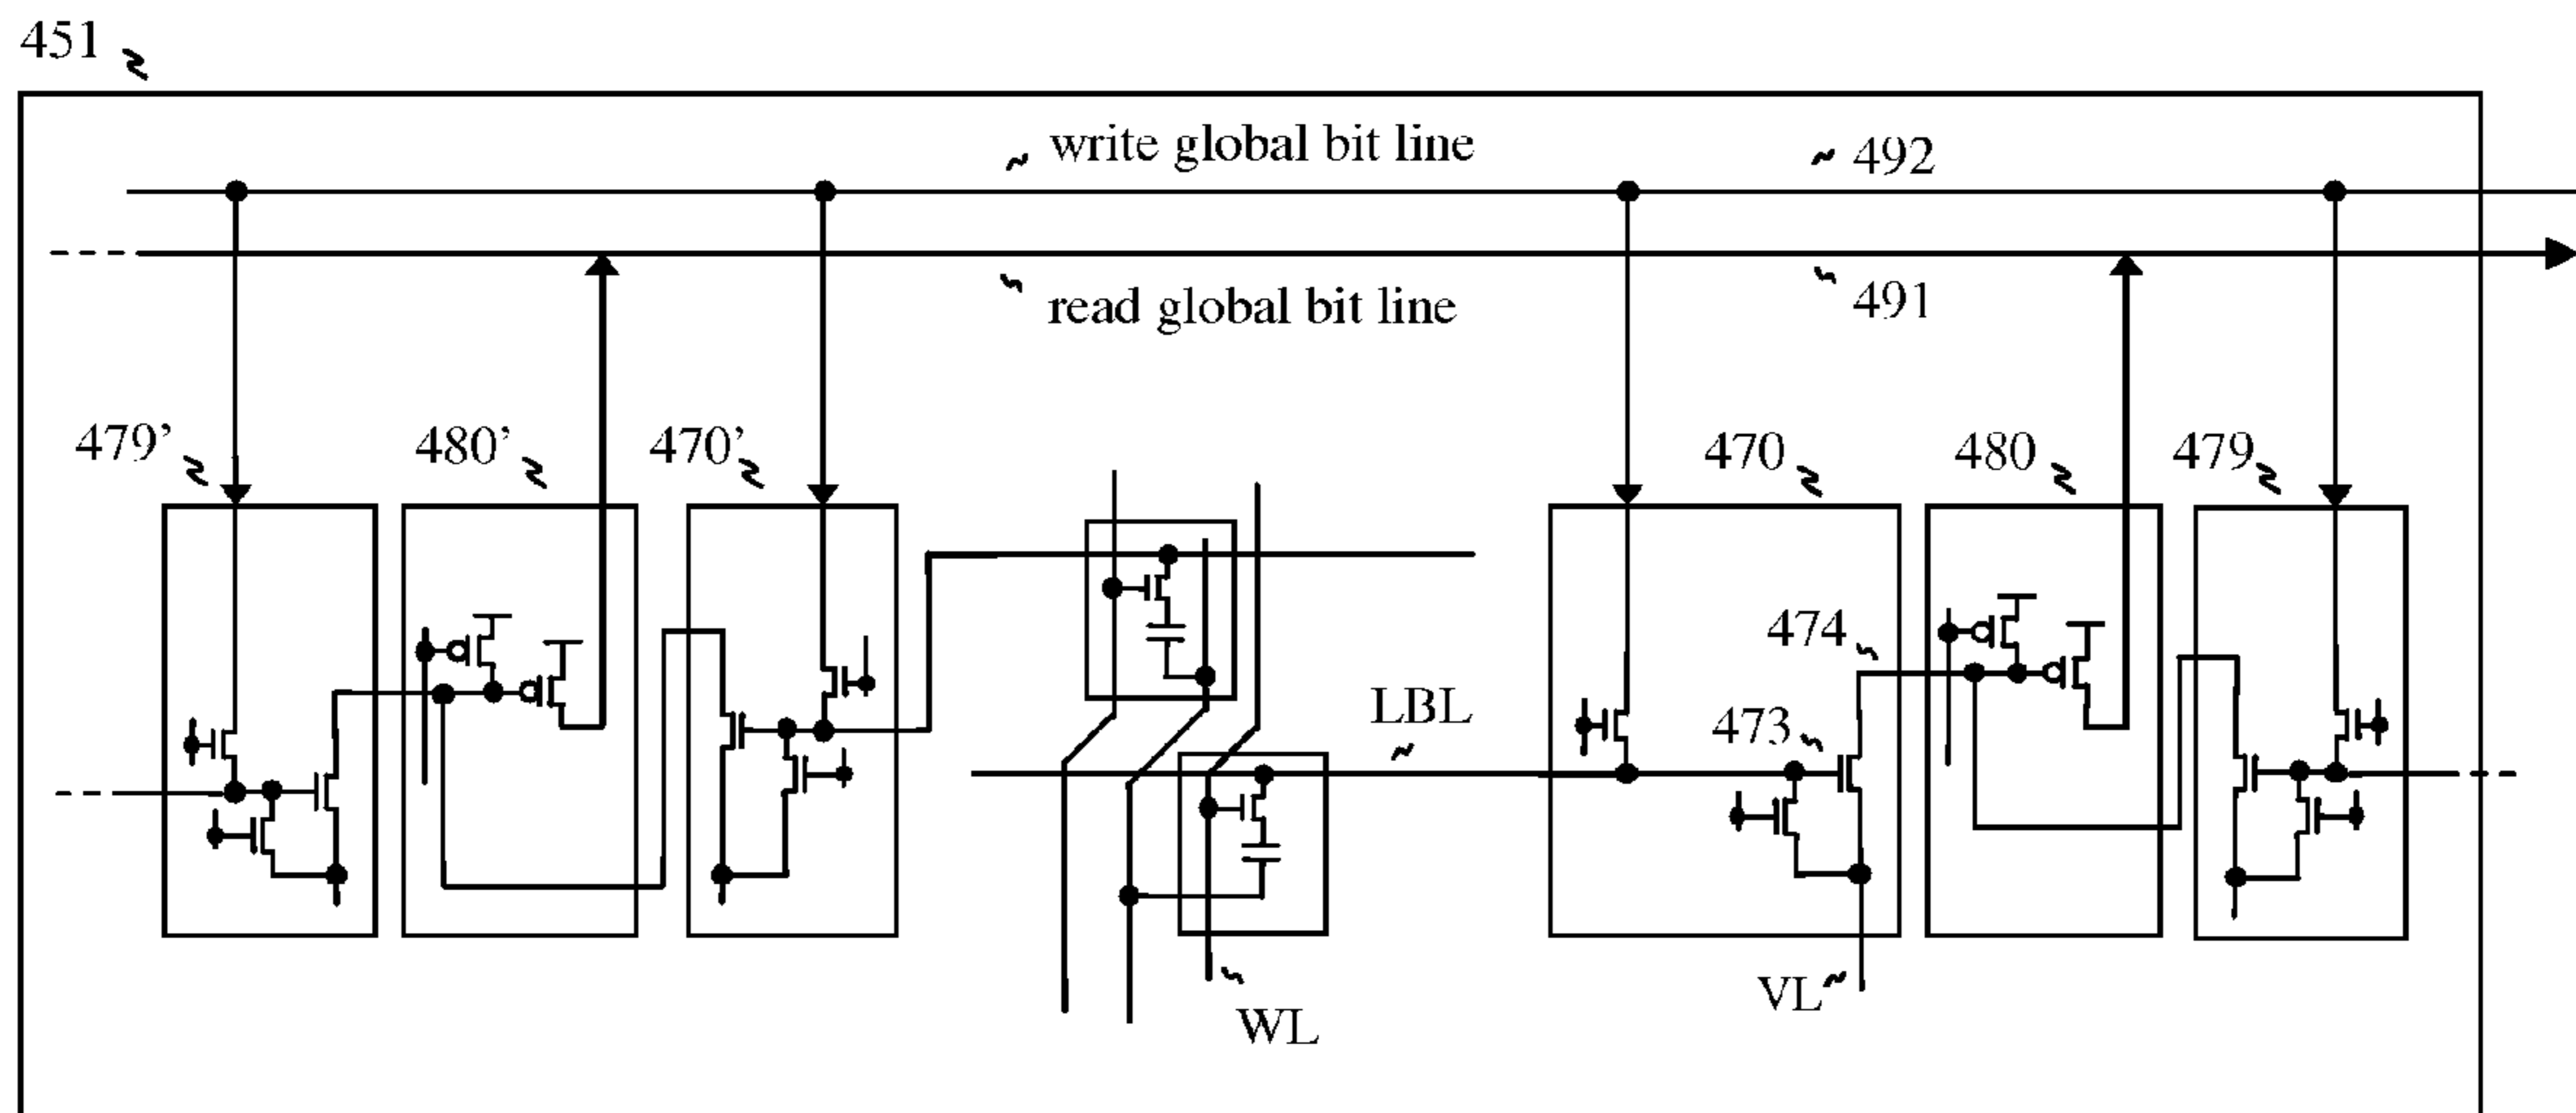 451
write global bit line
492
read global bit line
491
479’
480’
470’
470
480
479
474
473
LBL
VL
WL